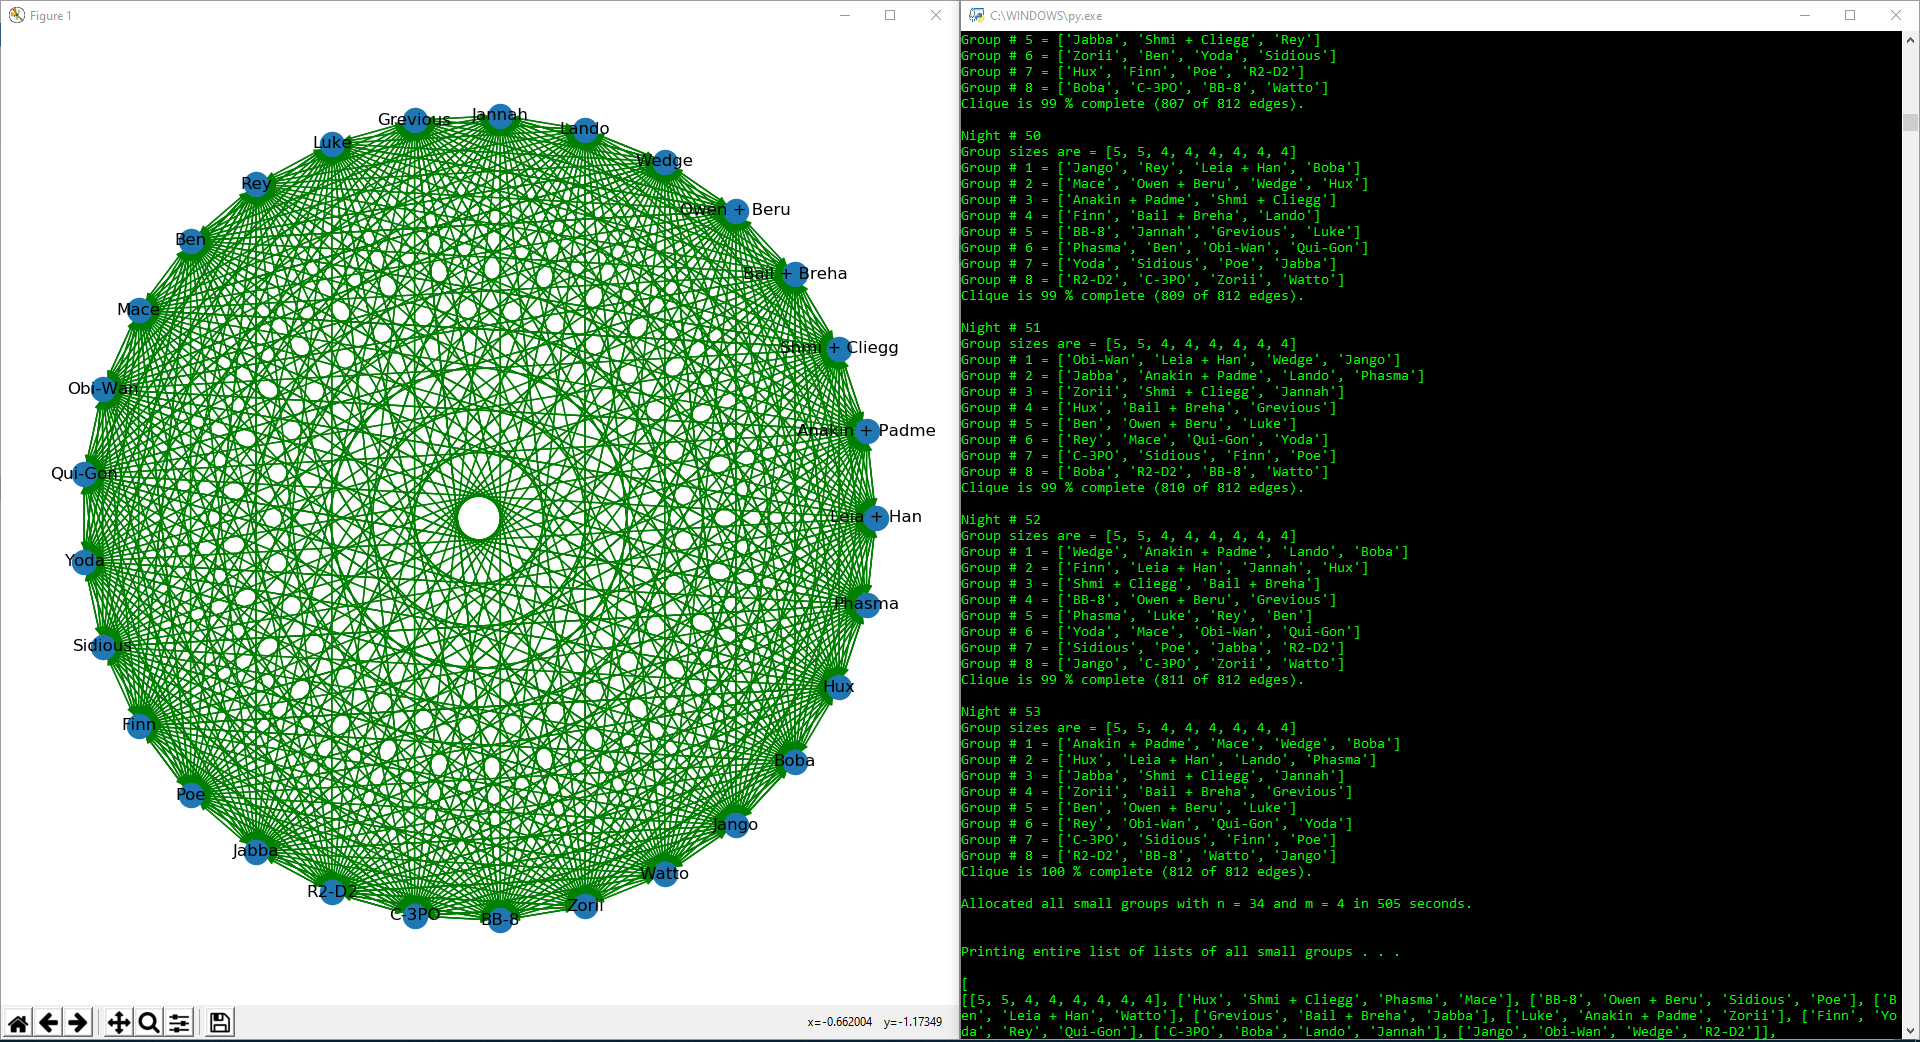 Figure 1
Jannah
Grevious
Lando
Luke
Wedge
Rey
Owen + Beru
Ben
Bail + Breha
Mace
Shmi + Cliegg
Obi-Wan
Anakin + Padme
Qui-Gon
Leia + Han
Yoda
Phasma
Sidious
Hux
Finn
Boba
Poe
Jango
Jabba
Watto
R2-D2
Zorii
C-3PO
BB-8
x=-0.662004 y=-1.17349
C:\WINDOWS\py.exe
Group # 5 = ['Jabba', 'Shmi + Cliegg', 'Rey']
Group # 6 = ['Zorii', 'Ben', 'Yoda', 'Sidious']
Group # 7 = ['Hux', 'Finn', 'Poe', 'R2-D2']
Group # 8 = ['Boba', 'C-3PO', 'BB-8', 'Watto']
Clique is 99 % complete (807 of 812 edges).
Night # 50
Group sizes are = [5, 5, 4, 4, 4, 4, 4, 4]
Group # 1 = ['Jango', 'Rey', 'Leia + Han', 'Boba']
Group # 2 = ['Mace', 'Owen + Beru', 'Wedge', 'Hux']
Group # 3 = ['Anakin + Padme', 'Shmi + Cliegg']
Group # 4 = ['Finn', 'Bail + Breha', 'Lando']
Group # 5 = ['BB-8', 'Jannah', 'Grevious', 'Luke']
Group # 6 = ['Phasma', 'Ben', 'Obi-Wan', 'Qui-Gon']
Group # 7 = ['Yoda', 'Sidious', 'Poe', 'Jabba']
Group # 8 = ['R2-D2', 'C-3PO', 'Zorii', 'Watto']
Clique is 99 % complete (809 of 812 edges).
Night # 51
Group sizes are = [5, 5, 4, 4, 4, 4, 4, 4]
Group # 1 = ['Obi-Wan', 'Leia + Han', 'Wedge', 'Jango']
Group # 2 = ['Jabba', 'Anakin + Padme', 'Lando', 'Phasma']
Group # 3 = ['Zorii', 'Shmi + Cliegg', 'Jannah']
Group # 4 = ['Hux', 'Bail + Breha', 'Grevious']
Group # 5 = ['Ben', 'Owen + Beru', 'Luke']
Group # 6 = ['Rey', 'Mace', 'Qui-Gon', 'Yoda']
Group # 7 = ['C-3PO', 'Sidious', 'Finn', 'Poe']
Group # 8 = ['Boba', 'R2-D2', 'BB-8', 'Watto']
Clique is 99 % complete (810 of 812 edges).
Night # 52
Group sizes are = [5, 5, 4, 4, 4, 4, 4, 4]
Group # 1 = ['Wedge', 'Anakin + Padme', 'Lando', 'Boba']
Group # 2 = ['Finn', 'Leia + Han', 'Jannah', 'Hux']
Group # 3 = ['Shmi + Cliegg', 'Bail + Breha']
Group # 4 = ['BB-8', 'Owen + Beru', 'Grevious']
Group # 5 = ['Phasma', 'Luke', 'Rey', 'Ben']
Group # 6 = ['Yoda', 'Mace', 'Obi-Wan', 'Qui-Gon']
Group # 7 = ['Sidious', 'Poe', 'Jabba', 'R2-D2']
Group # 8 = ['Jango', 'C-3PO', 'Zorii', 'Watto']
Clique is 99 % complete (811 of 812 edges).
Night # 53
Group sizes are = [5, 5, 4, 4, 4, 4, 4, 4]
Group # 1 = ['Anakin + Padme', 'Mace', 'Wedge', 'Boba']
Group # 2 = ['Hux', 'Leia + Han', 'Lando', 'Phasma']
Group # 3 = ['Jabba', 'Shmi + Cliegg', 'Jannah']
Group # 4 = ['Zorii', 'Bail + Breha', 'Grevious']
Group # 5 = ['Ben', 'Owen + Beru', 'Luke']
Group # 6 = ['Rey', 'Obi-Wan', 'Qui-Gon', 'Yoda']
Group # 7 = ['C-3PO', 'Sidious', 'Finn', 'Poe']
Group # 8 = ['R2-D2', 'BB-8', 'Watto', 'Jango']
Clique is 100 % complete (812 of 812 edges).
Allocated all small groups with n = 34 and m = 4 in 505 seconds.
Printing entire list of lists of all small groups . . .
[
[[5, 5, 4, 4, 4, 4, 4, 4], ['Hux', 'Shmi + Cliegg', 'Phasma', 'Mace'], ['BB-8', 'Owen + Beru', 'Sidious', 'Poe'], ['B
en', 'Leia + Han', 'Watto'], ['Grevious', 'Bail + Breha', 'Jabba'], ['Luke', 'Anakin + Padme', 'Zorii'], ['Finn', 'Yo
da', 'Rey', 'Qui-Gon'], ['C-3PO', 'Boba', 'Lando', 'Jannah'], ['Jango', 'Obi-Wan', 'Wedge', 'R2-D2']],